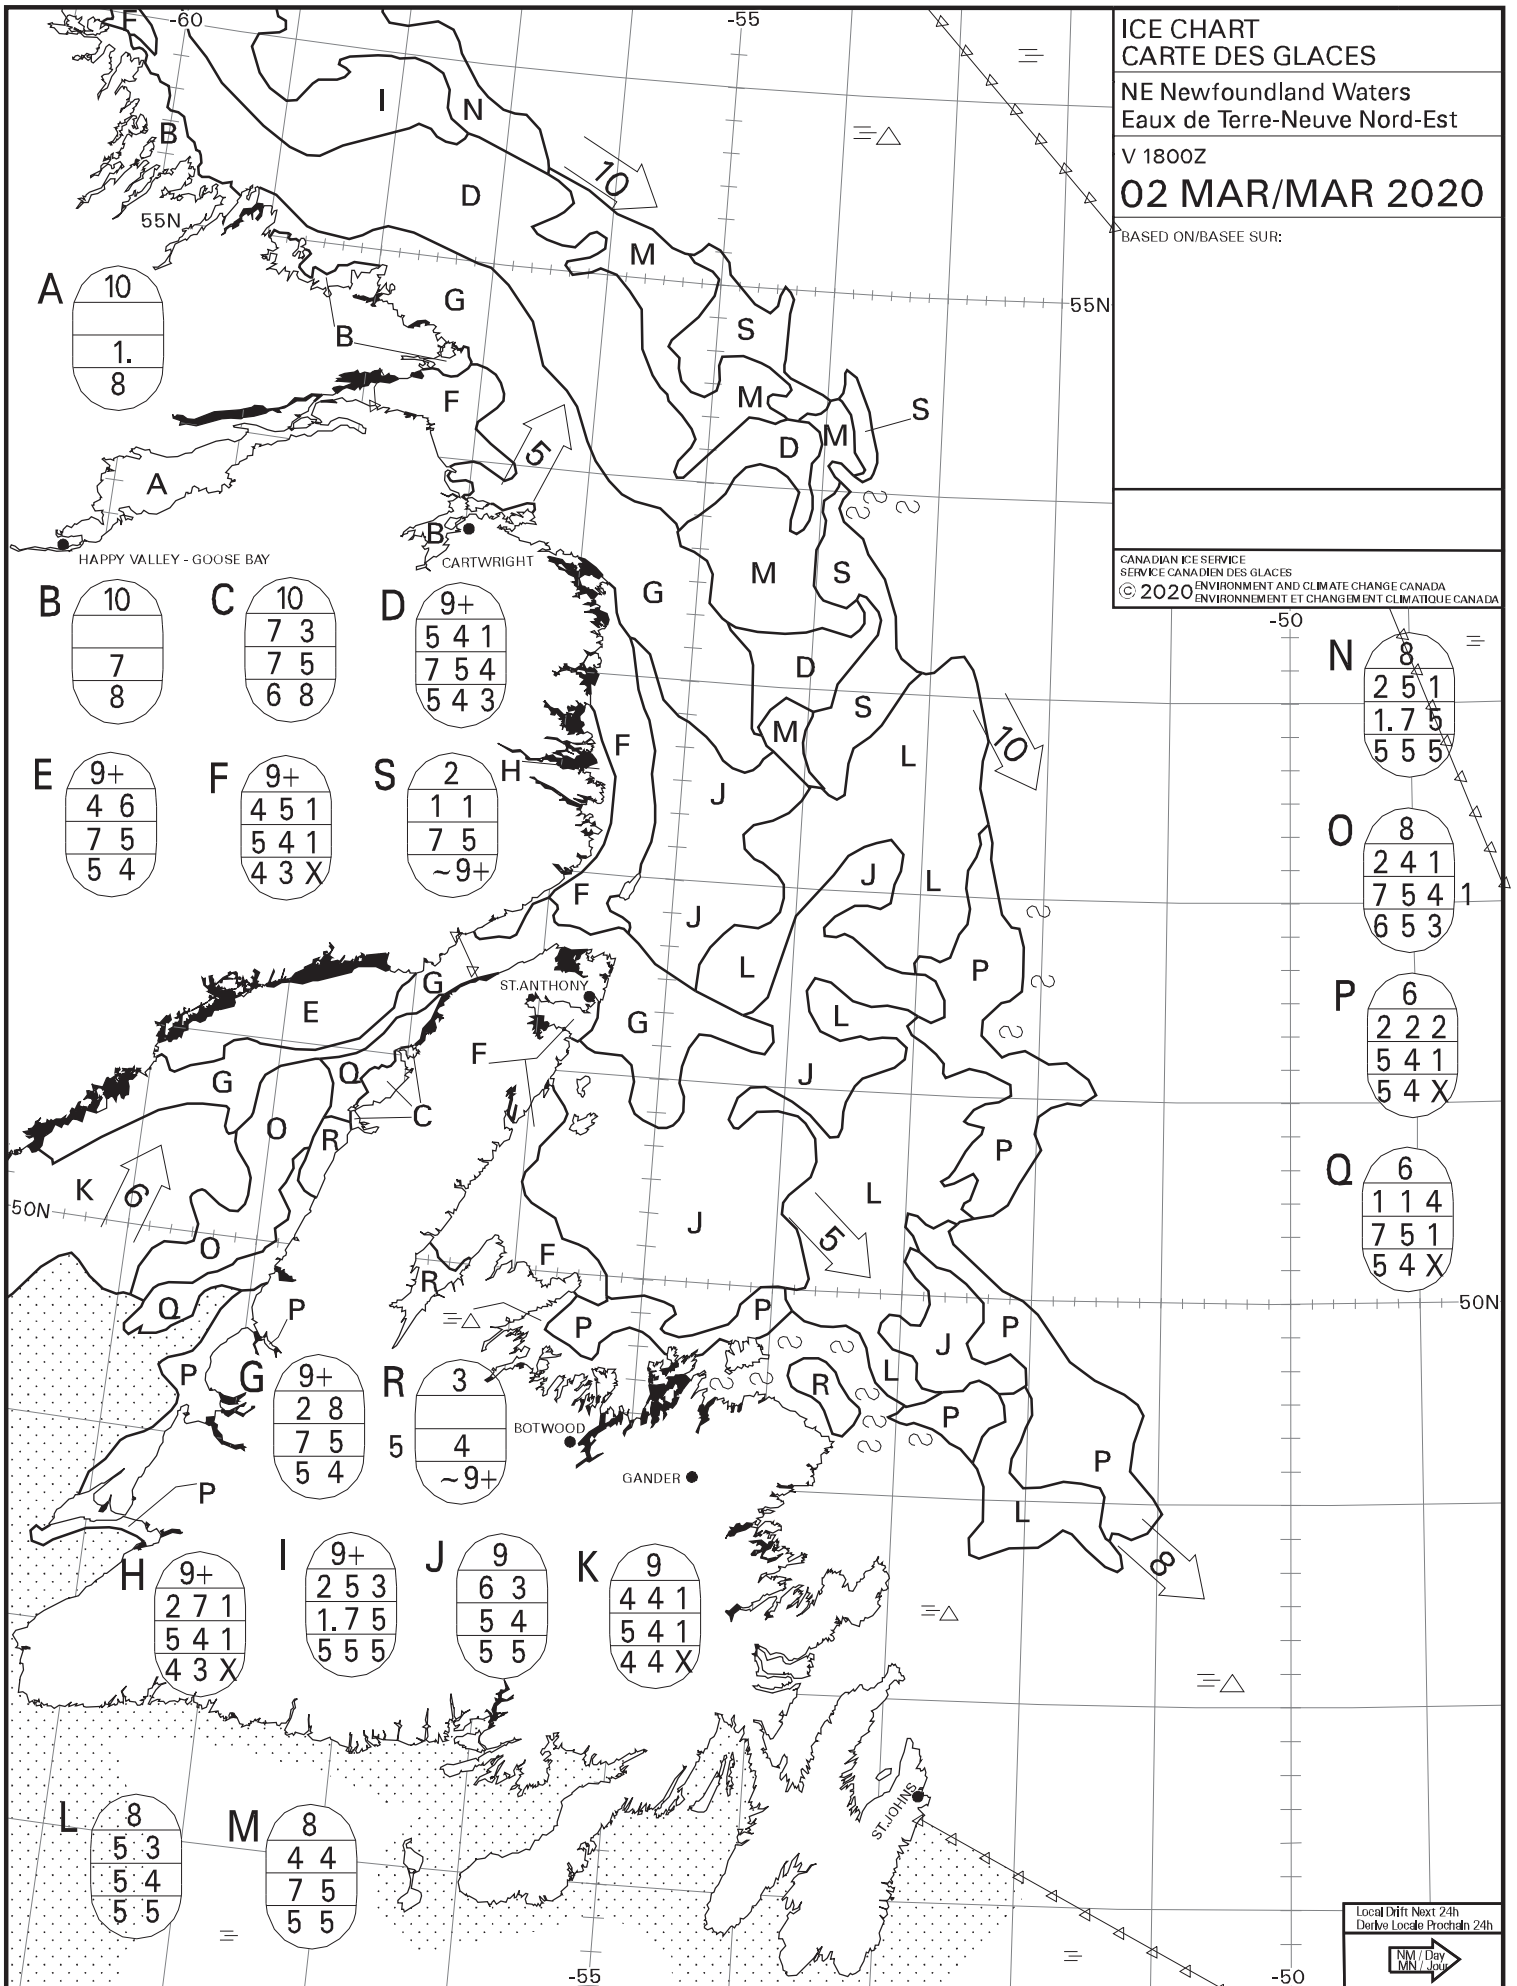 -60
-55
ICE CHART
CARTE DES GLACES
NE Newfoundland Waters
Eaux de Terre-Neuve Nord-Est
V 1800Z
02 MAR/MAR 2020
BASED ON/BASEE SUR:
CANADIAN ICE SERVICE
SERVICE CANADIEN DES GLACES
© 2020 ENVIRONMENT AND CLIMATE CHANGE CANADA
ENVIRONNEMENT ET CHANGEMENT CLIMATIQUE CANADA
F
I
N
B
10
D
55N
M
G
55N
A
10
1.
8
S
B
F
M
S
D
M
5
A
B
HAPPY VALLEY - GOOSE BAY
CARTWRIGHT
G
M
S
B
10
7
8
C
10
7 3
7 5
6 8
D
9+
5 4 1
7 5 4
5 4 3
-50
D
S
M
F
H
L
10
J
N
8
2 5 1
1. 7 5
5 5 5
E
9+
4 6
7 5
5 4
F
9+
4 5 1
5 4 1
4 3 X
S
2
1 1
7 5
~9+
O
8
2 4 1
7 5 4 1
6 5 3
J
L
F
J
L
P
G
ST.ANTHONY
E
G
L
P
6
2 2 2
5 4 1
5 4 X
F
J
G
Q
C
O
R
P
K
6
50N
L
J
5
Q
6
1 1 4
7 5 1
5 4 X
O
F
R
Q
P
P
P
P
50N
J
L
R
P
G
9+
2 8
7 5
5 4
R
3
5
4
~9+
P
BOTWOOD
GANDER
P
P
L
8
H
9+
2 7 1
5 4 1
4 3 X
I
9+
2 5 3
1. 7 5
5 5 5
J
9
6 3
5 4
5 5
K
9
4 4 1
5 4 1
4 4 X
ST.JOHNS
L
8
5 3
5 4
5 5
M
8
4 4
7 5
5 5
Local Drift Next 24h
Derive Locale Prochain 24h
NM / Day
MN / Jour
-55
-50